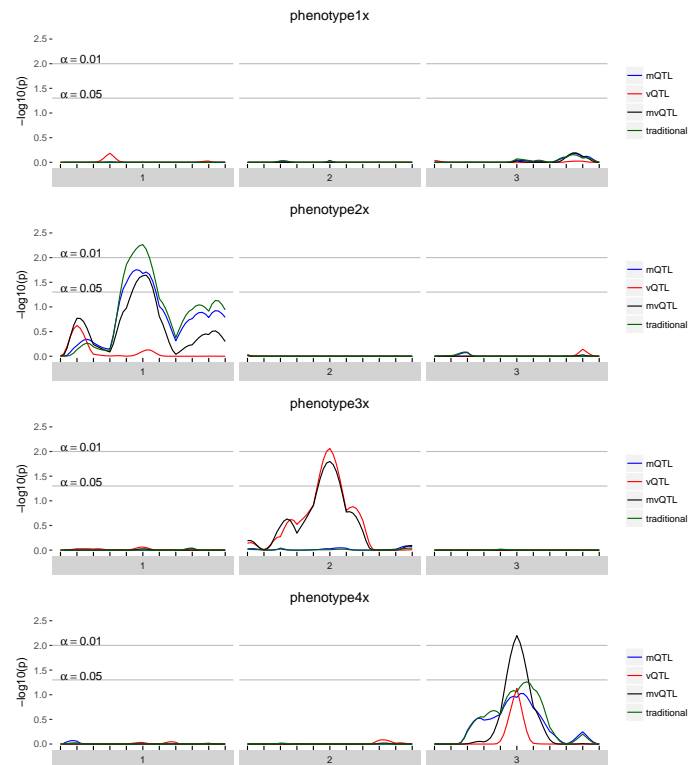 phenotype1x
2.5
2.0
1.5
1.0
0.5
0.0
−log10(p)
α = 0.01
α = 0.05
1
2
3
mQTL
vQTL
mvQTL
traditional
phenotype2x
2.5
2.0
1.5
1.0
0.5
0.0
−log10(p)
α = 0.01
α = 0.05
1
2
3
mQTL
vQTL
mvQTL
traditional
phenotype3x
2.5
2.0
1.5
1.0
0.5
0.0
−log10(p)
α = 0.01
α = 0.05
1
2
3
mQTL
vQTL
mvQTL
traditional
phenotype4x
2.5
2.0
1.5
1.0
0.5
0.0
−log10(p)
α = 0.01
α = 0.05
1
2
3
mQTL
vQTL
mvQTL
traditional